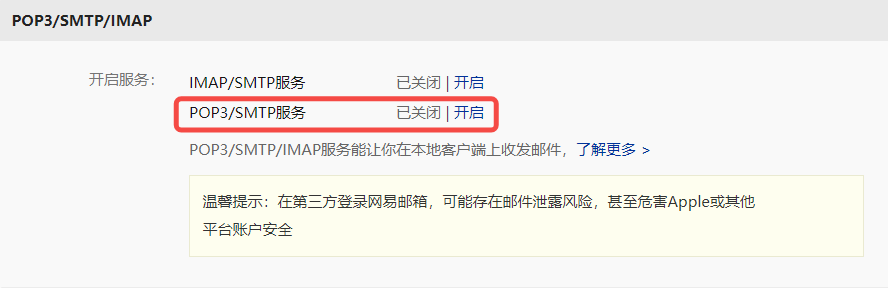 POP3/SMTP/IMAP
开启服务： IMAP/SMTP服务 已关闭 | 开启
POP3/SMTP服务 已关闭 | 开启
POP3/SMTP/IMAP服务能让你在本地客户端上收发邮件，了解更多 >
温馨提示：在第三方登录网易邮箱，可能存在邮件泄露风险，甚至危害Apple或其他
平台账户安全